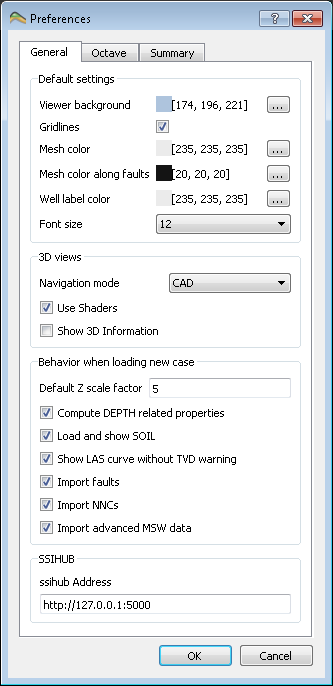 Preferences
General Octave Summary
Default settings
Viewer background [174, 196, 221] ...
Gridlines
Mesh color [235, 235, 235] ...
Mesh color along faults [20, 20, 20] ...
Well label color [235, 235, 235] ...
Font size 12
3D views
Navigation mode CAD
Use Shaders
Show 3D Information
Behavior when loading new case
Default Z scale factor 5
Compute DEPTH related properties
Load and show SOIL
Show LAS curve without TVD warning
Import faults
Import NNCs
Import advanced MSW data
SSIHUB
ssihub Address
http://127.0.0.1:5000
OK Cancel